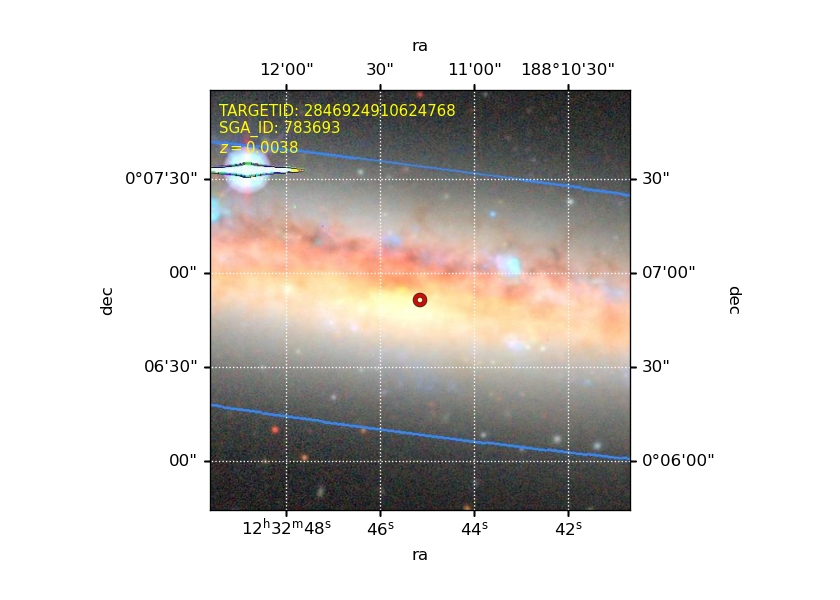 ra
12'00" 30" 11'00" 188°10'30"
TARGETID: 2846924910624768
SGA_ID: 783693
z = 0.0038
0°07'30" 30"
00" 07'00"
dec dec
06'30" 30"
00" 0°06'00"
12h32m48s 46s 44s 42s
ra